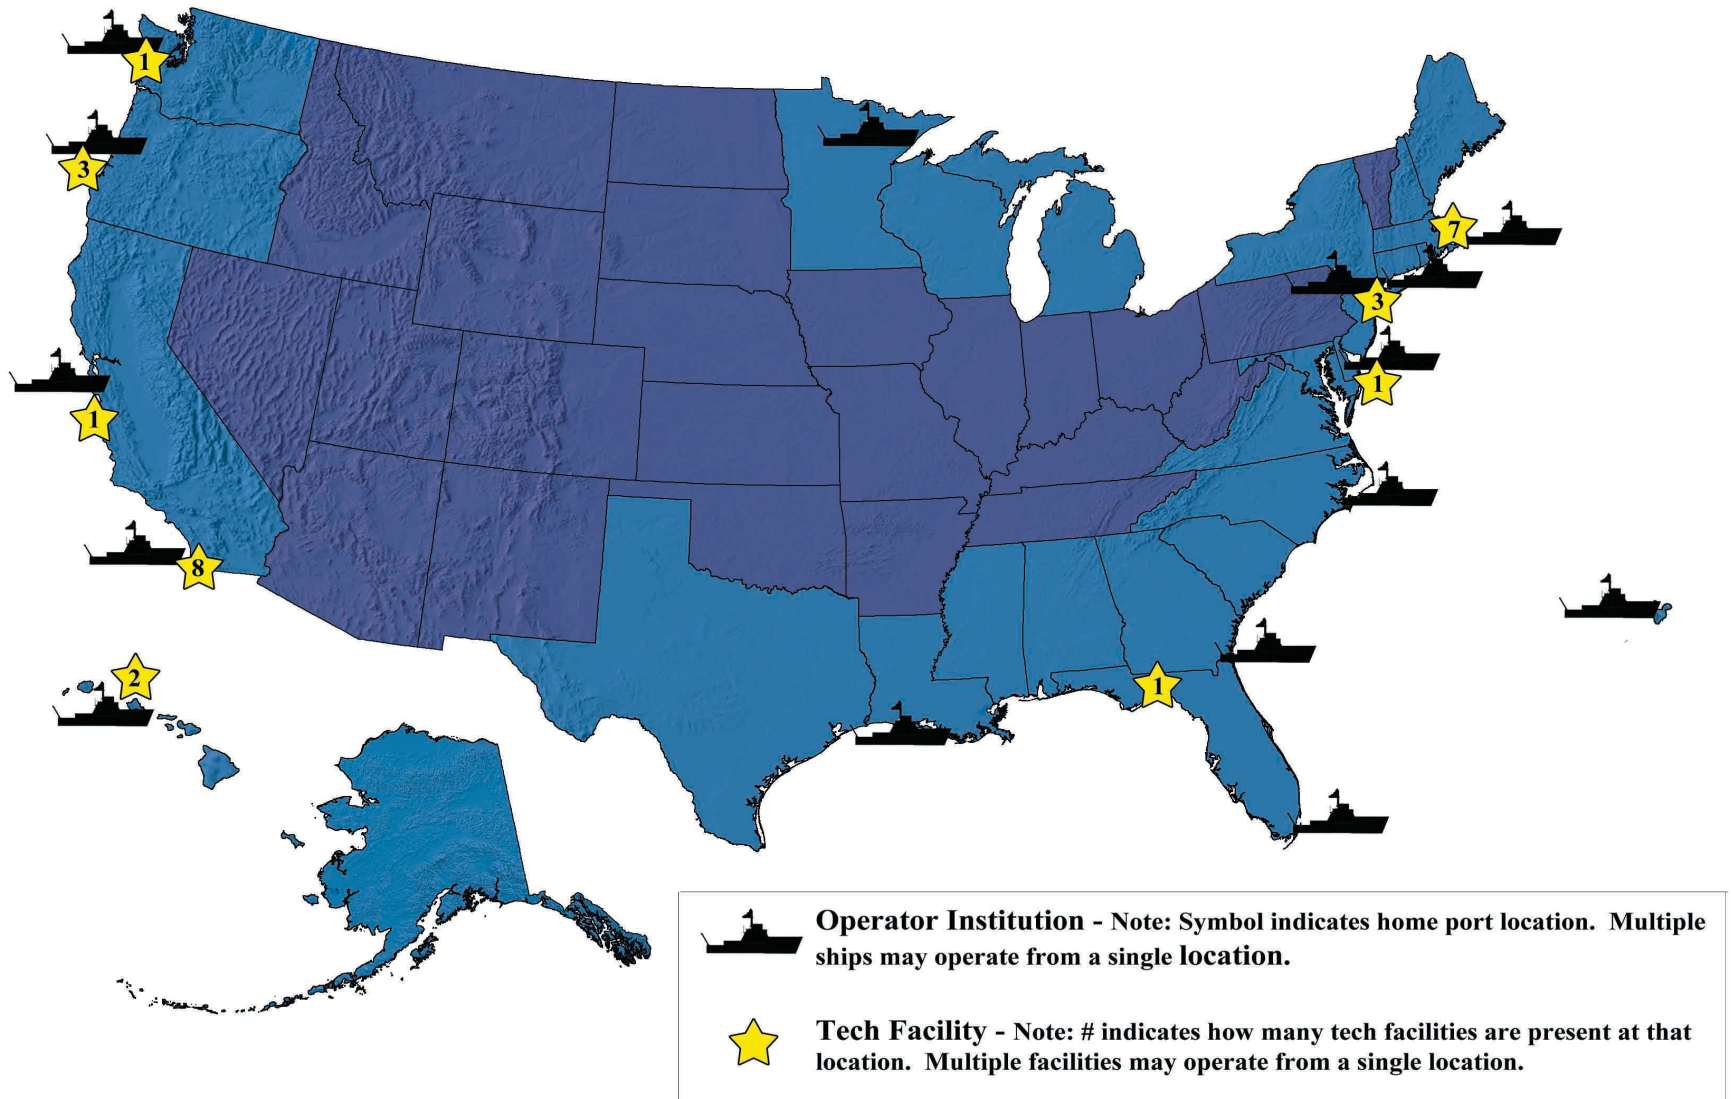 1
3
7
3
1
1
8
2
1
Operator Institution - Note: Symbol indicates home port location.  Multiple
ships may operate from a single location.
Tech Facility - Note: # indicates how many tech facilities are present at that
location.  Multiple facilities may operate from a single location.